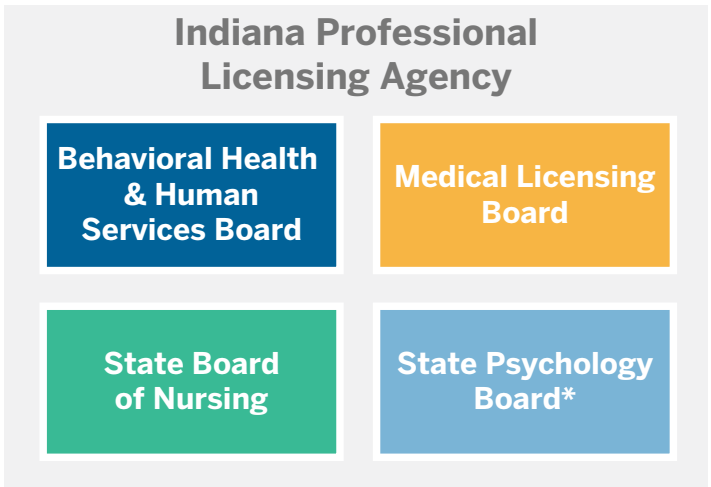 Indiana Professional
Licensing Agency
Behavioral Health
& Human
Services Board
Medical Licensing
Board
State Board
of Nursing
State Psychology
Board*